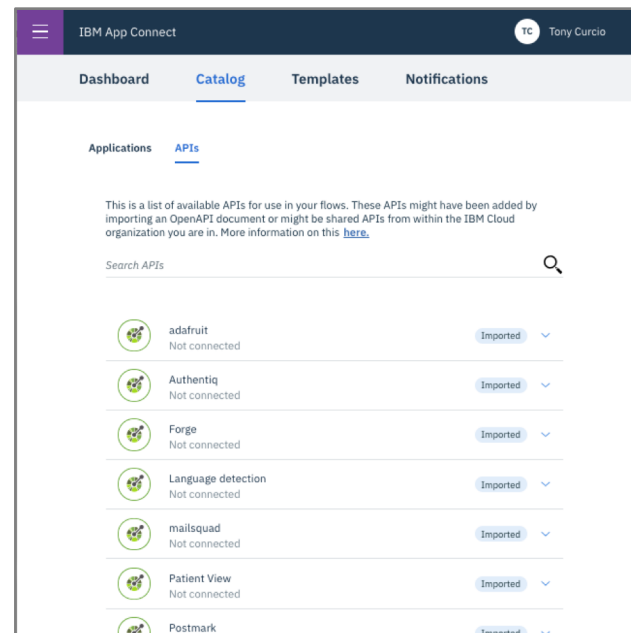 IBM App Connect
TC Tony Curcio
Dashboard Catalog Templates Notifications
Applications APIs
This is a list of available APIs for use in your flows. These APIs might have been added by
importing an OpenAPI document or might be shared APIs from within the IBM Cloud
organization you are in. More information on this here.
Search APIs
adafruit
Not connected
Imported
Authentiq
Not connected
Imported
Forge
Not connected
Imported
Language detection
Not connected
Imported
mailsquad
Not connected
Imported
Patient View
Not connected
Imported
Postmark
Imported